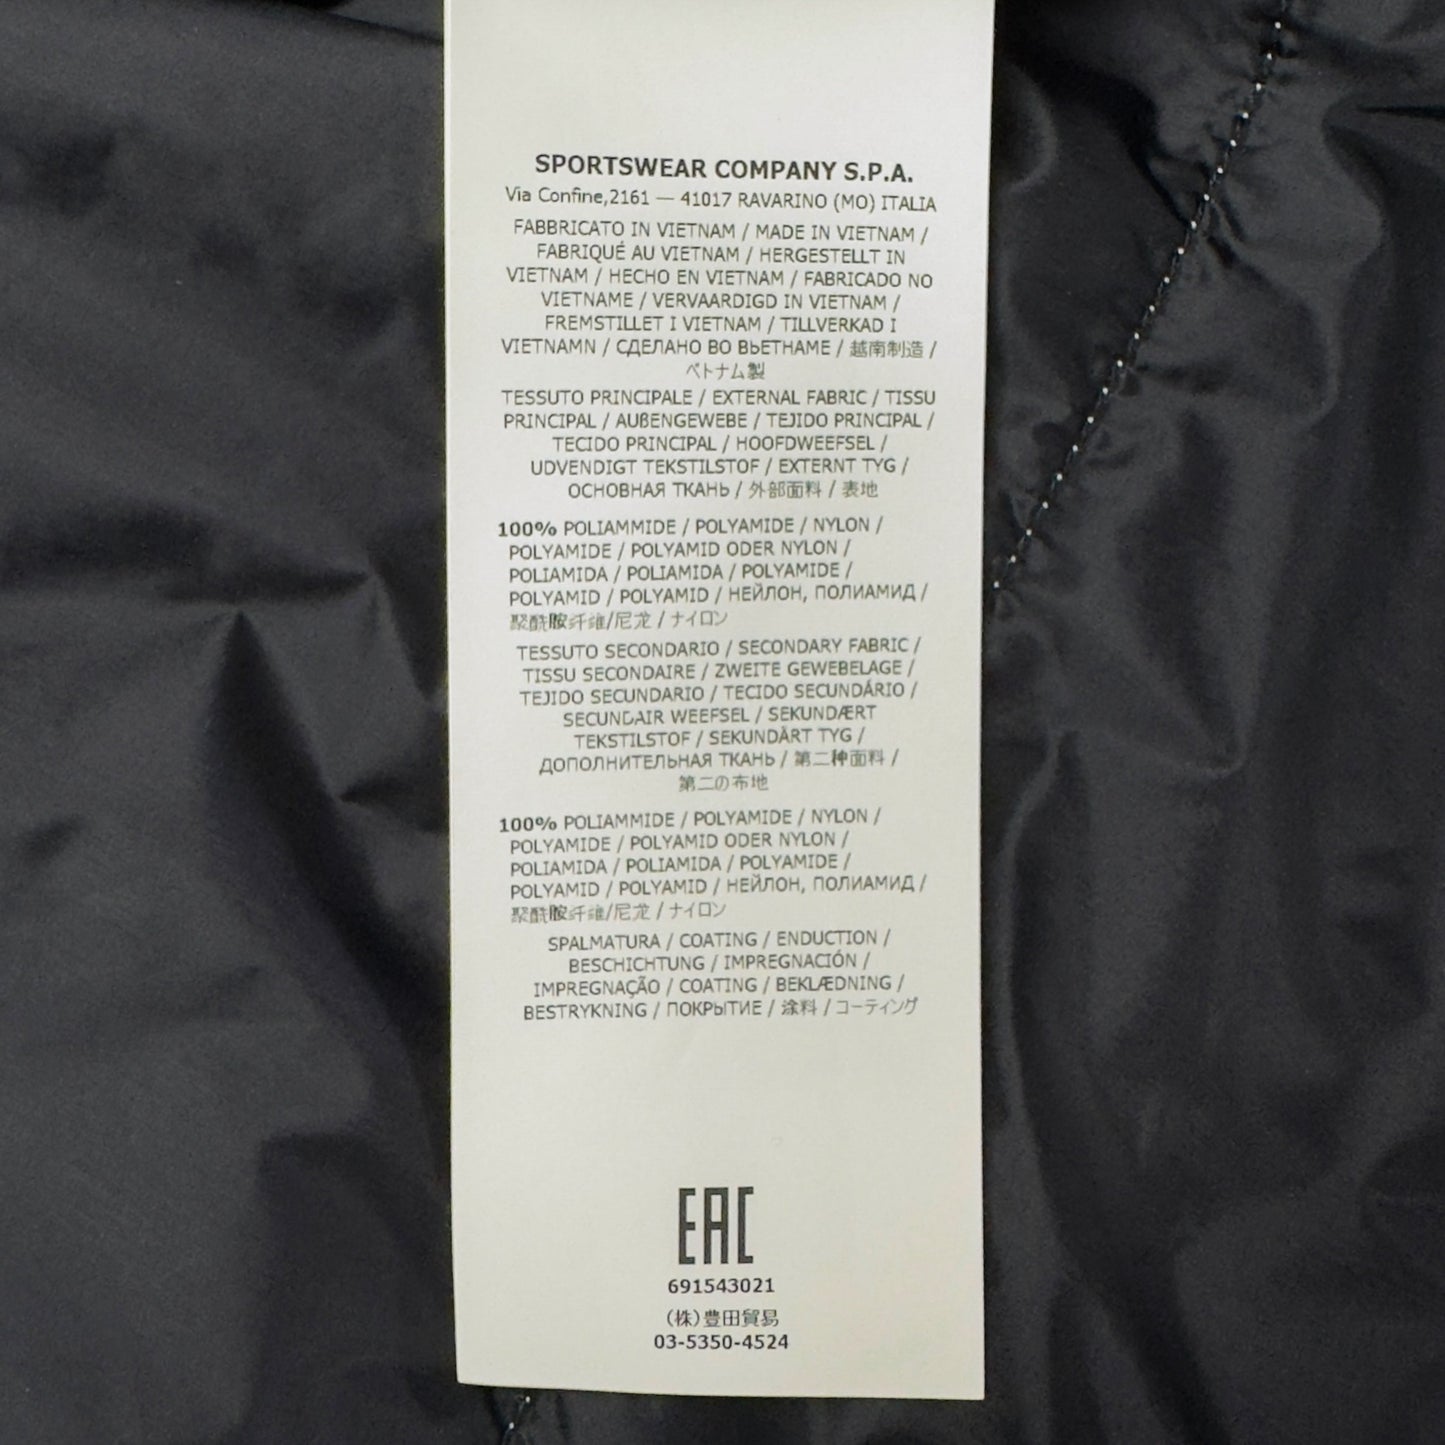 SPORTSWEAR COMPANY S.P.A.
Via Confine,2161 — 41017 RAVARINO (MO) ITALIA
FABBRICATO IN VIETNAM / MADE IN VIETNAM /
FABRIQUÉ AU VIETNAM / HERGESTELLT IN
VIETNAM / HECHO EN VIETNAM / FABRICADO NO
VIETNAME / VERVAARDIGD IN VIETNAM /
FREMSTILLET I VIETNAM / TILLVERKAD I
VIETNAMN / СДЕЛАНО ВО ВЬЕТНАМЕ / 越南制造 /
ベトナム製
TESSUTO PRINCIPALE / EXTERNAL FABRIC / TISSU
PRINCIPAL / AUßENGEWEBE / TEJIDO PRINCIPAL /
TECIDO PRINCIPAL / HOOFDWEEFSEL /
UDVENDIGT TEKSTILSTOF / EXTERNT TYG /
ОСНОВНАЯ ТКАНЬ / 外部面料 / 表地
100% POLIAMMIDE / POLYAMIDE / NYLON /
POLYAMIDE / POLYAMID ODER NYLON /
POLIAMIDA / POLIAMIDA / POLYAMIDE /
POLYAMID / POLYAMID / НЕЙЛОН, ПОЛИАМИД /
聚酰胺纤维/尼龙 / ナイロン
TESSUTO SECONDARIO / SECONDARY FABRIC /
TISSU SECONDAIRE / ZWEITE GEWEBELAGE /
TEJIDO SECUNDARIO / TECIDO SECUNDÁRIO /
SECUNDAIR WEEFSEL / SEKUNDÆRT
TEKSTILSTOF / SEKUNDÄRT TYG /
ДОПОЛНИТЕЛЬНАЯ ТКАНЬ / 第二种面料 /
第二の布地
100% POLIAMMIDE / POLYAMIDE / NYLON /
POLYAMIDE / POLYAMID ODER NYLON /
POLIAMIDA / POLIAMIDA / POLYAMIDE /
POLYAMID / POLYAMID / НЕЙЛОН, ПОЛИАМИД /
聚酰胺纤维/尼龙 / ナイロン
SPALMATURA / COATING / ENDUCTION /
BESCHICHTUNG / IMPREGNACIÓN /
IMPREGNAÇÃO / COATING / BEKLÆDNING /
BESTRYKNING / ПОКРЫТИЕ / 涂料 / コーティング
EAC
691543021
(株)豊田貿易
03-5350-4524